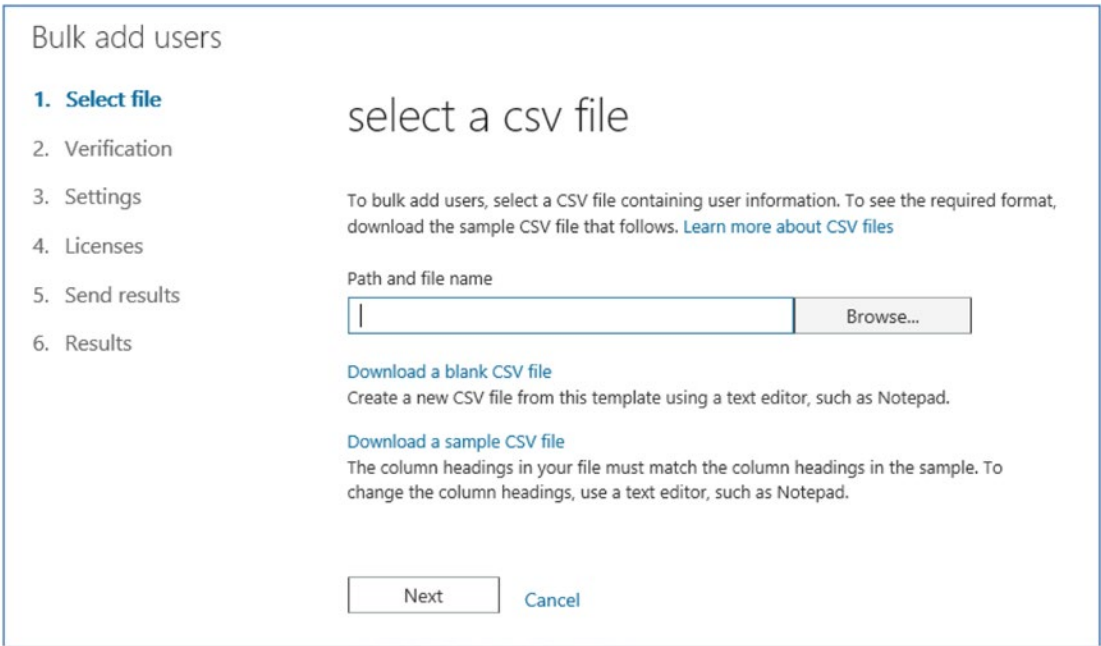 Bulk add users
1. Select file
2. Verification
3. Settings
4. Licenses
5. Send results
6. Results
select a csv file
To bulk add users, select a CSV file containing user information. To see the required format,
download the sample CSV file that follows. Learn more about CSV files
Path and file name
Browse...
Download a blank CSV file
Create a new CSV file from this template using a text editor, such as Notepad.
Download a sample CSV file
The column headings in your file must match the column headings in the sample. To
change the column headings, use a text editor, such as Notepad.
Next
Cancel